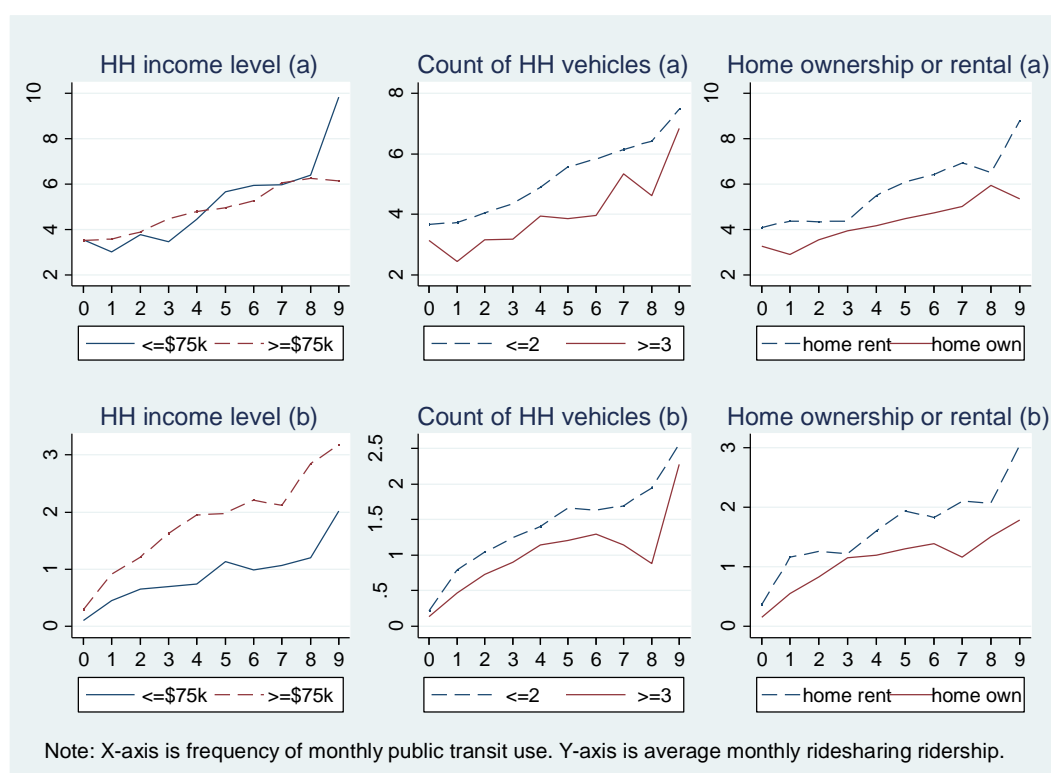 HH income level (a)
10
8
6
4
2
0 1 2 3 4 5 6 7 8 9
<=$75k >=$75k
Count of HH vehicles (a)
8
6
4
2
0 1 2 3 4 5 6 7 8 9
<=2 >=3
Home ownership or rental (a)
10
8
6
4
2
0 1 2 3 4 5 6 7 8 9
home rent home own
HH income level (b)
3
2
1
0
0 1 2 3 4 5 6 7 8 9
<=$75k >=$75k
Count of HH vehicles (b)
2.5
2
1.5
1
.5
0
0 1 2 3 4 5 6 7 8 9
<=2 >=3
Home ownership or rental (b)
3
2
1
0
0 1 2 3 4 5 6 7 8 9
home rent home own
Note: X-axis is frequency of monthly public transit use. Y-axis is average monthly ridesharing ridership.